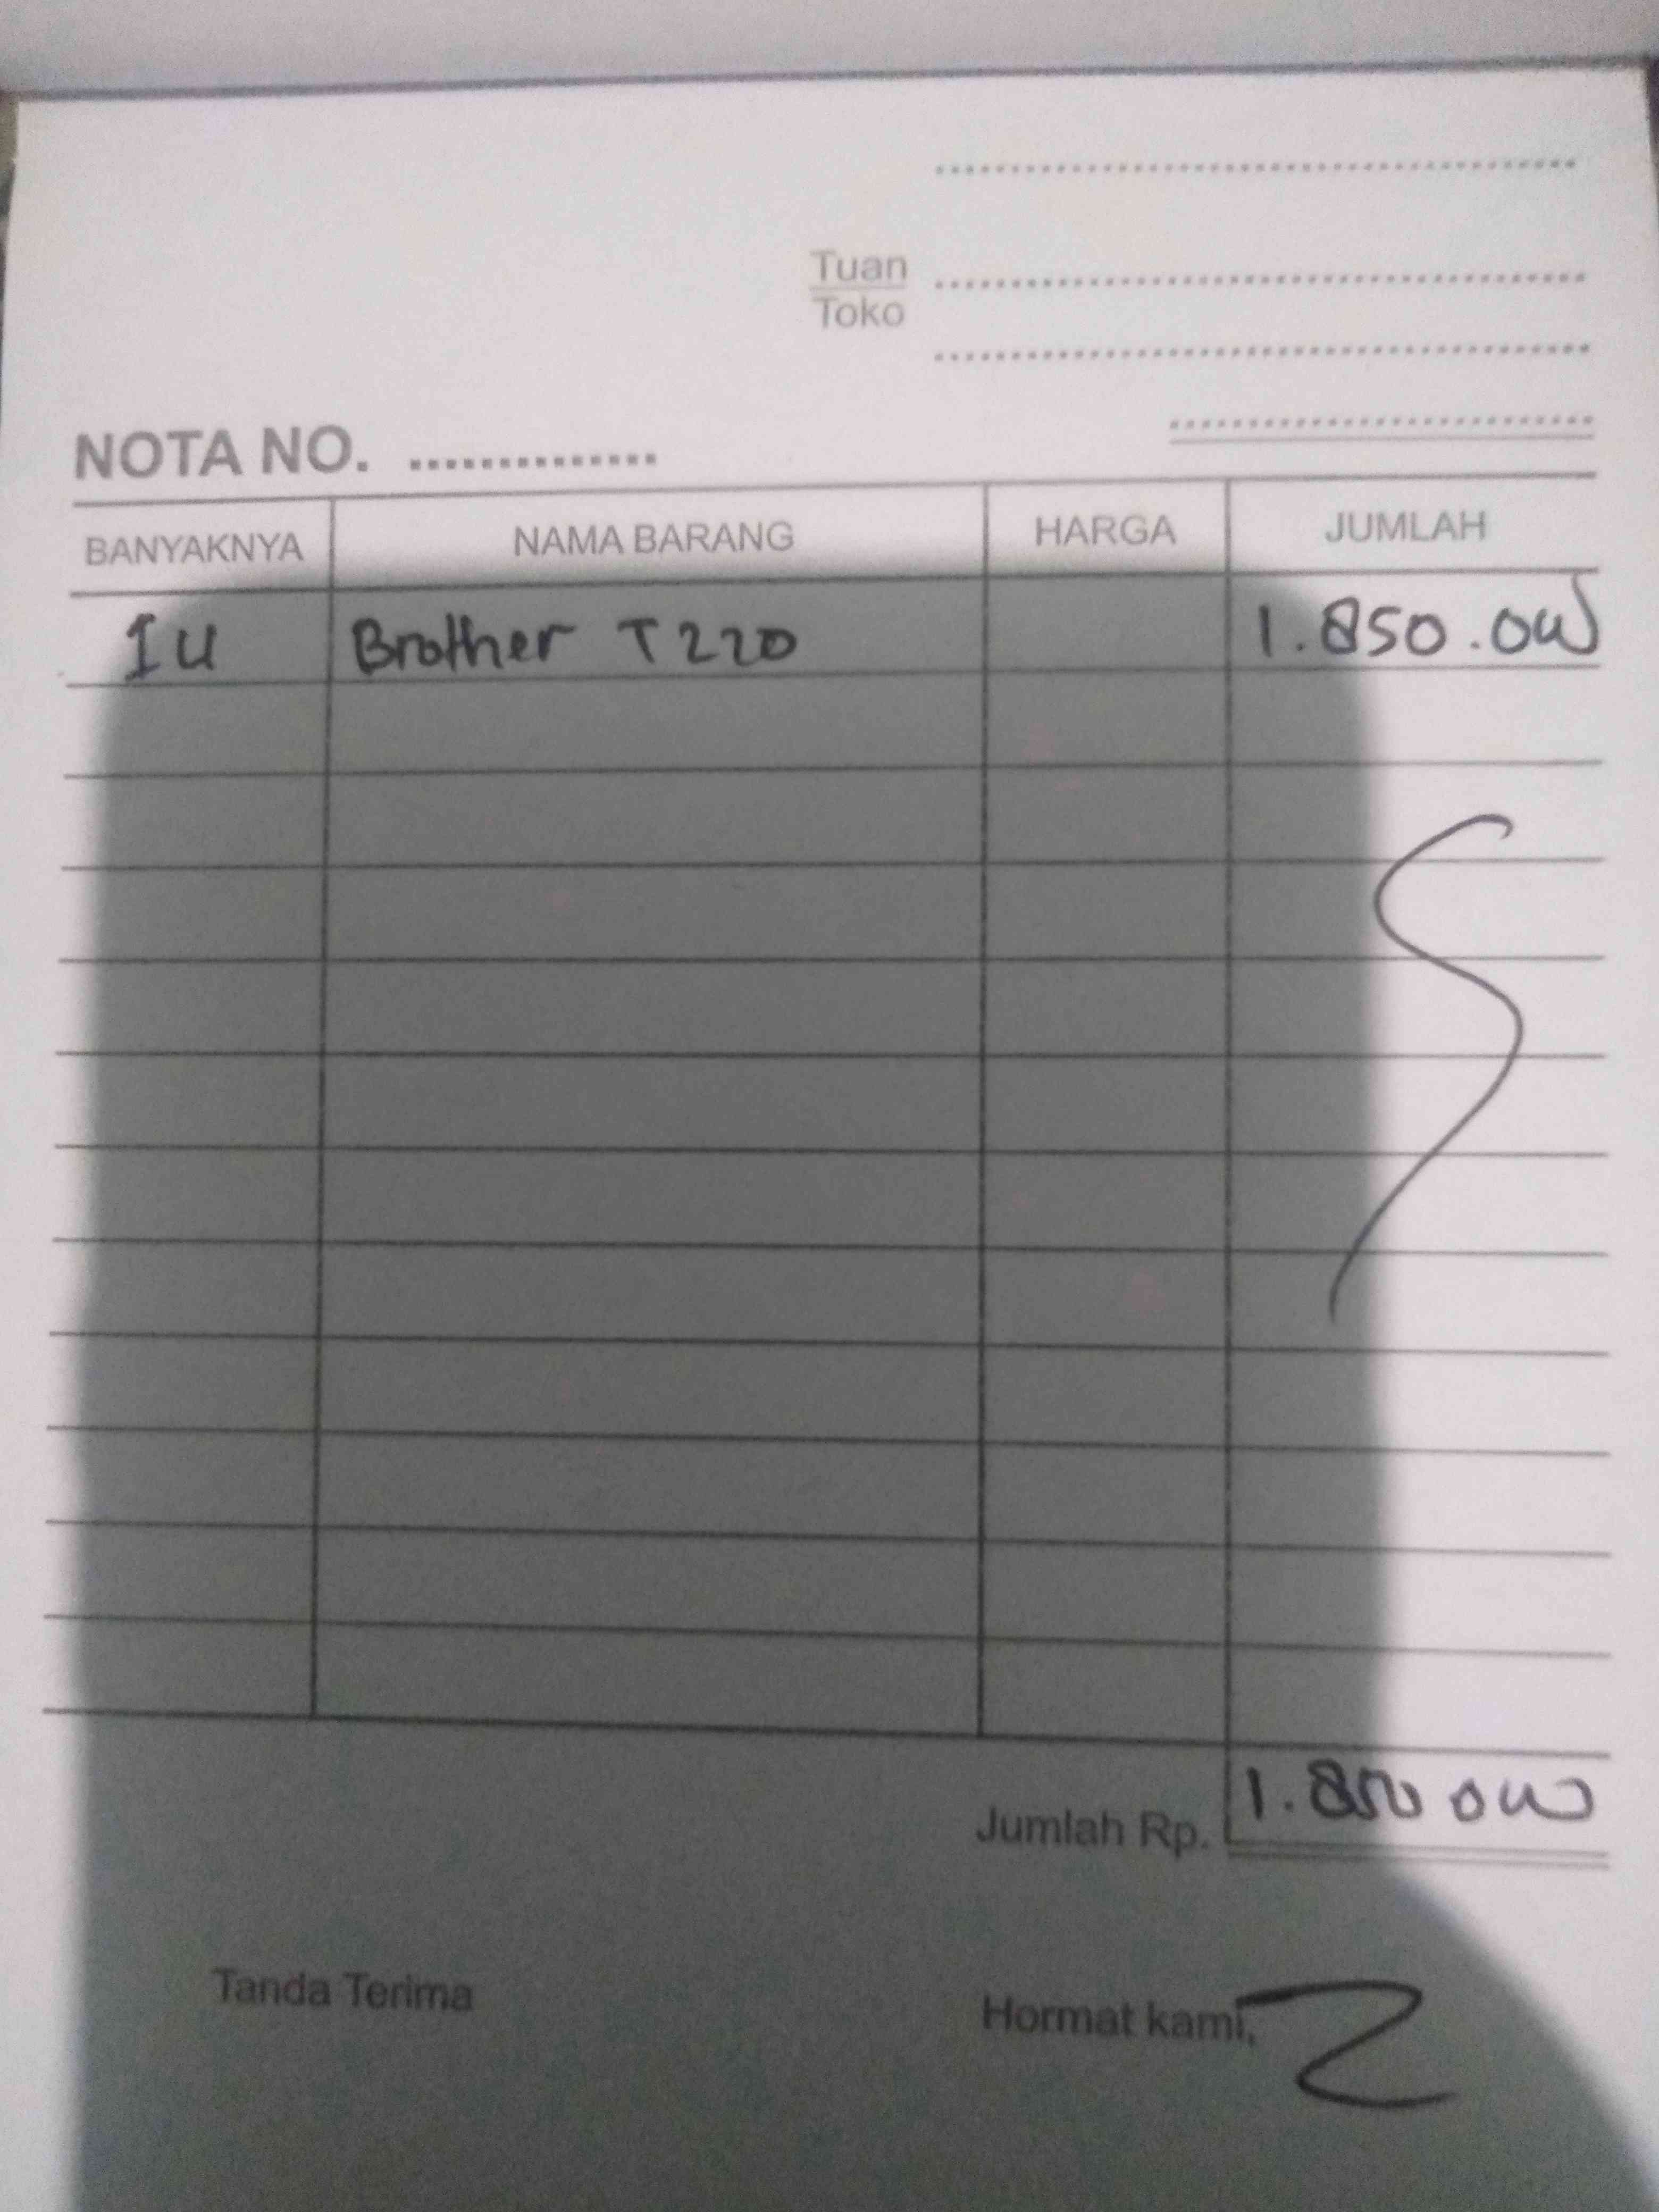 Tuan
Toko
NOTA NO. ..............
BANYAKNYA NAMA BARANG HARGA JUMLAH
1 U Brother T220 1.850.000
Jumlah Rp. 1.850 000
Tanda Terima Hormat kami,